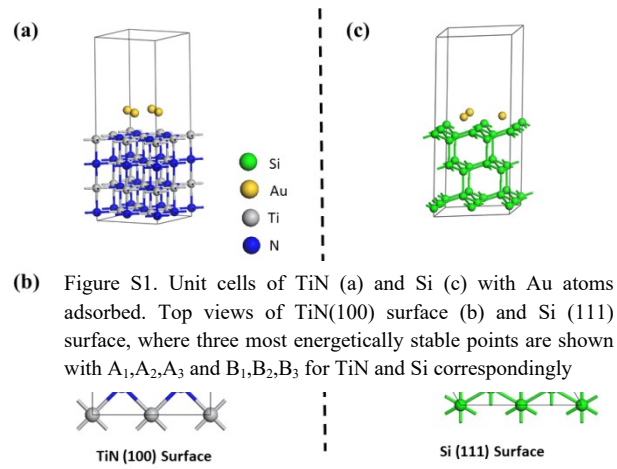 (a)
(c)
Si
Au
Ti
N
(b)
Figure S1. Unit cells of TiN (a) and Si (c) with Au atoms
adsorbed. Top views of TiN(100) surface (b) and Si (111)
surface, where three most energetically stable points are shown
with A₁,A₂,A₃ and B₁,B₂,B₃ for TiN and Si correspondingly
TiN (100) Surface
Si (111) Surface